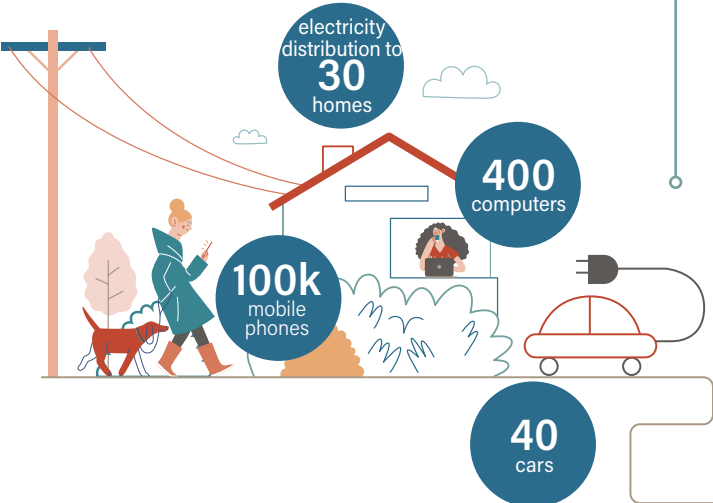 electricity
distribution to
30
homes
400
computers
100k
mobile
phones
40
cars